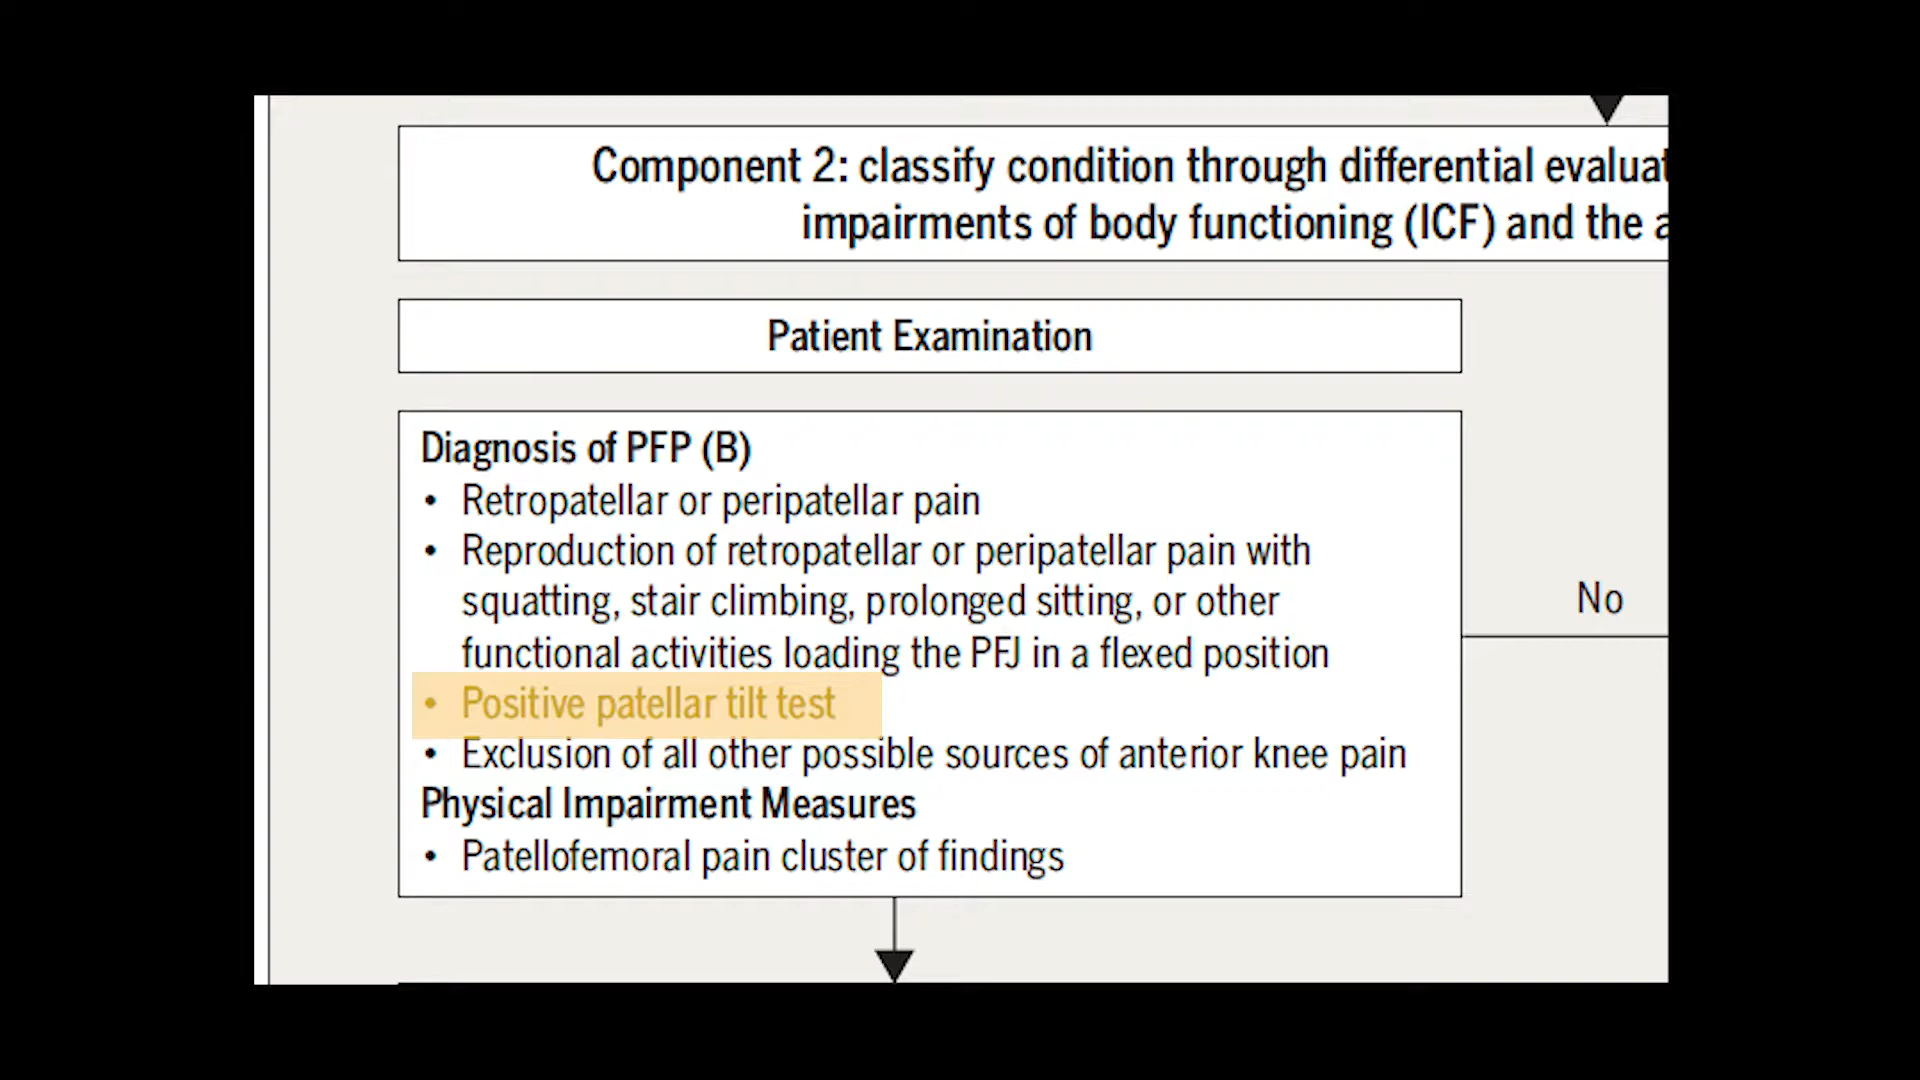 Component 2: classify condition through differential evaluat
impairments of body functioning (ICF) and the a
Patient Examination
Diagnosis of PFP (B)
• Retropatellar or peripatellar pain
• Reproduction of retropatellar or peripatellar pain with
squatting, stair climbing, prolonged sitting, or other
functional activities loading the PFJ in a flexed position
• Positive patellar tilt test
• Exclusion of all other possible sources of anterior knee pain
Physical Impairment Measures
• Patellofemoral pain cluster of findings
No